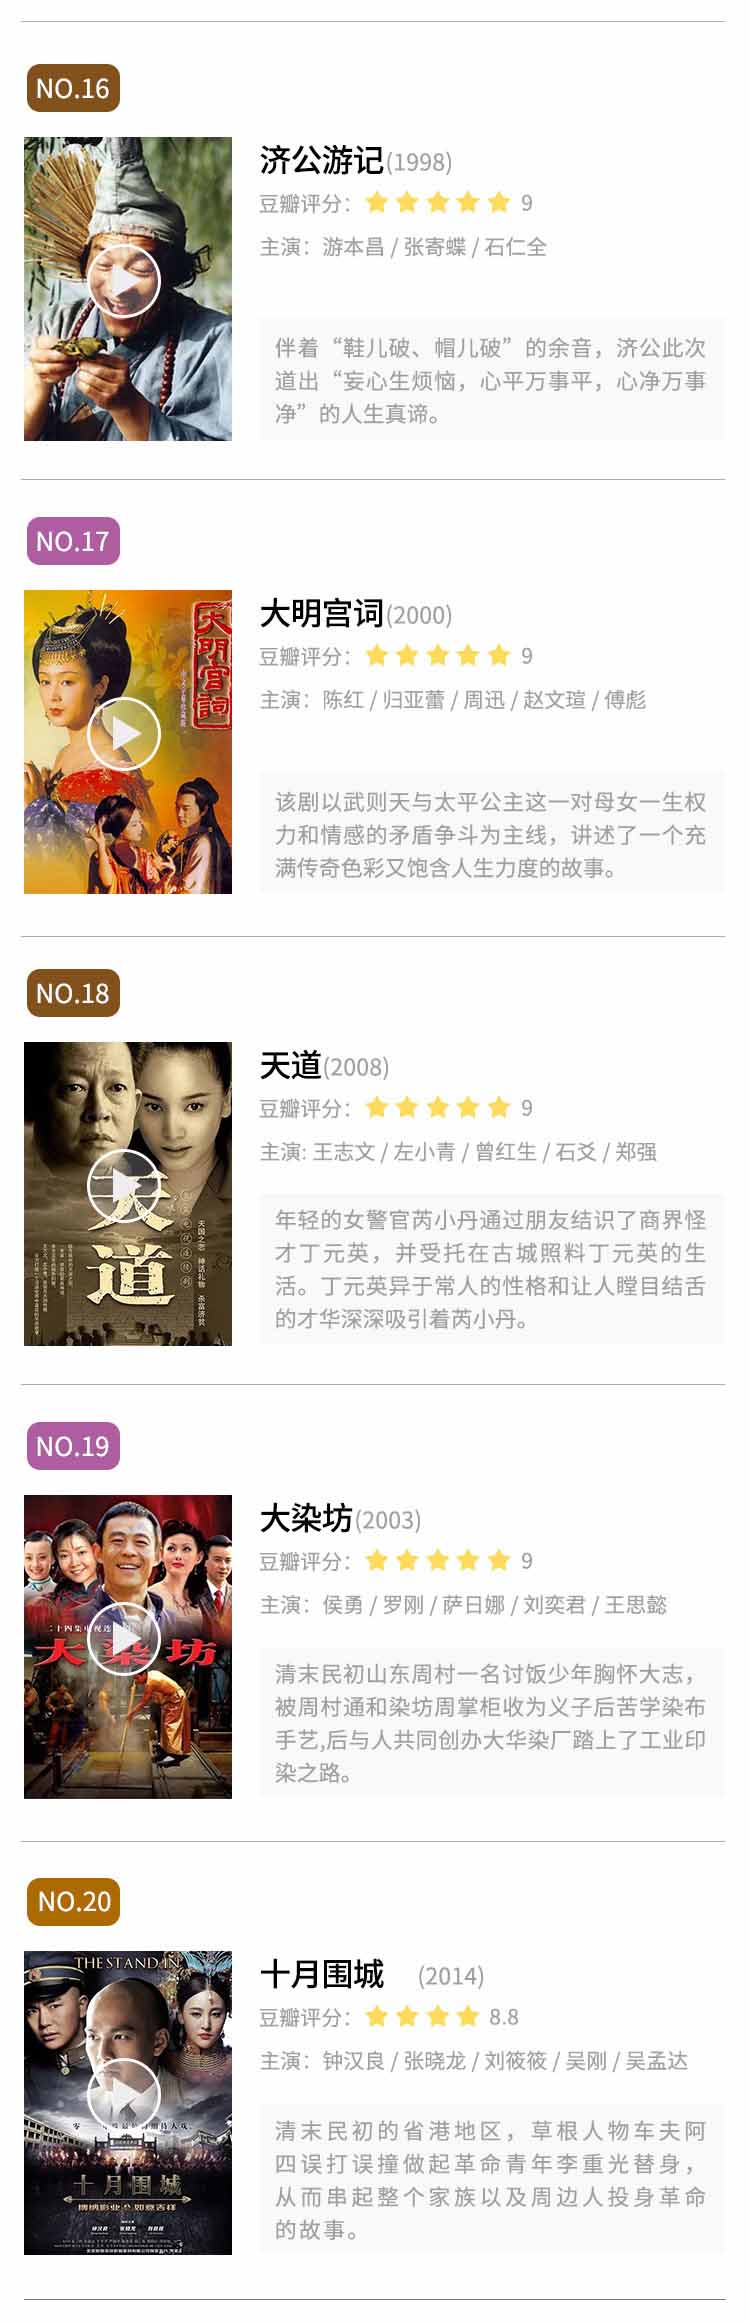 NO.16
济公游记(1998)
豆瓣评分： 9
主演：游本昌 / 张寄蝶 / 石仁全
伴着“鞋儿破、帽儿破”的余音，济公此次
道出“妄心生烦恼，心平万事平，心净万事
净”的人生真谛。
NO.17
大明宫词
大明宫词(2000)
豆瓣评分： 9
主演：陈红 / 归亚蕾 / 周迅 / 赵文瑄 / 傅彪
该剧以武则天与太平公主这一对母女一生权
力和情感的矛盾争斗为主线，讲述了一个充
满传奇色彩又饱含人生力度的故事。
NO.18
天道(2008)
豆瓣评分： 9
主演: 王志文 / 左小青 / 曾红生 / 石爻 / 郑强
年轻的女警官芮小丹通过朋友结识了商界怪
才丁元英，并受托在古城照料丁元英的生
活。丁元英异于常人的性格和让人瞠目结舌
的才华深深吸引着芮小丹。
天道
天国之恋 神话礼物 杀富济贫
NO.19
大染坊(2003)
豆瓣评分： 9
主演：侯勇 / 罗刚 / 萨日娜 / 刘奕君 / 王思懿
大染坊
清末民初山东周村一名讨饭少年胸怀大志，
被周村通和染坊周掌柜收为义子后苦学染布
手艺,后与人共同创办大华染厂踏上了工业印
染之路。
NO.20
THE STAND IN
十月围城 (2014)
豆瓣评分： 8.8
主演：钟汉良 / 张晓龙 / 刘筱筱 / 吴刚 / 吴孟达
清末民初的省港地区，草根人物车夫阿
四误打误撞做起革命青年李重光替身，
从而串起整个家族以及周边人投身革命
的故事。
十月围城